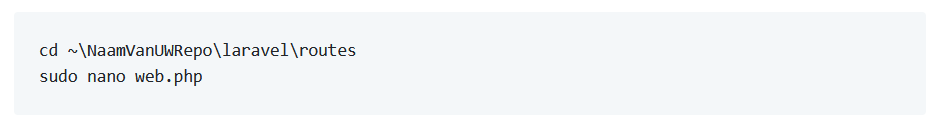 cd ~\NaamVanUWRepo\laravel\routes
sudo nano web.php